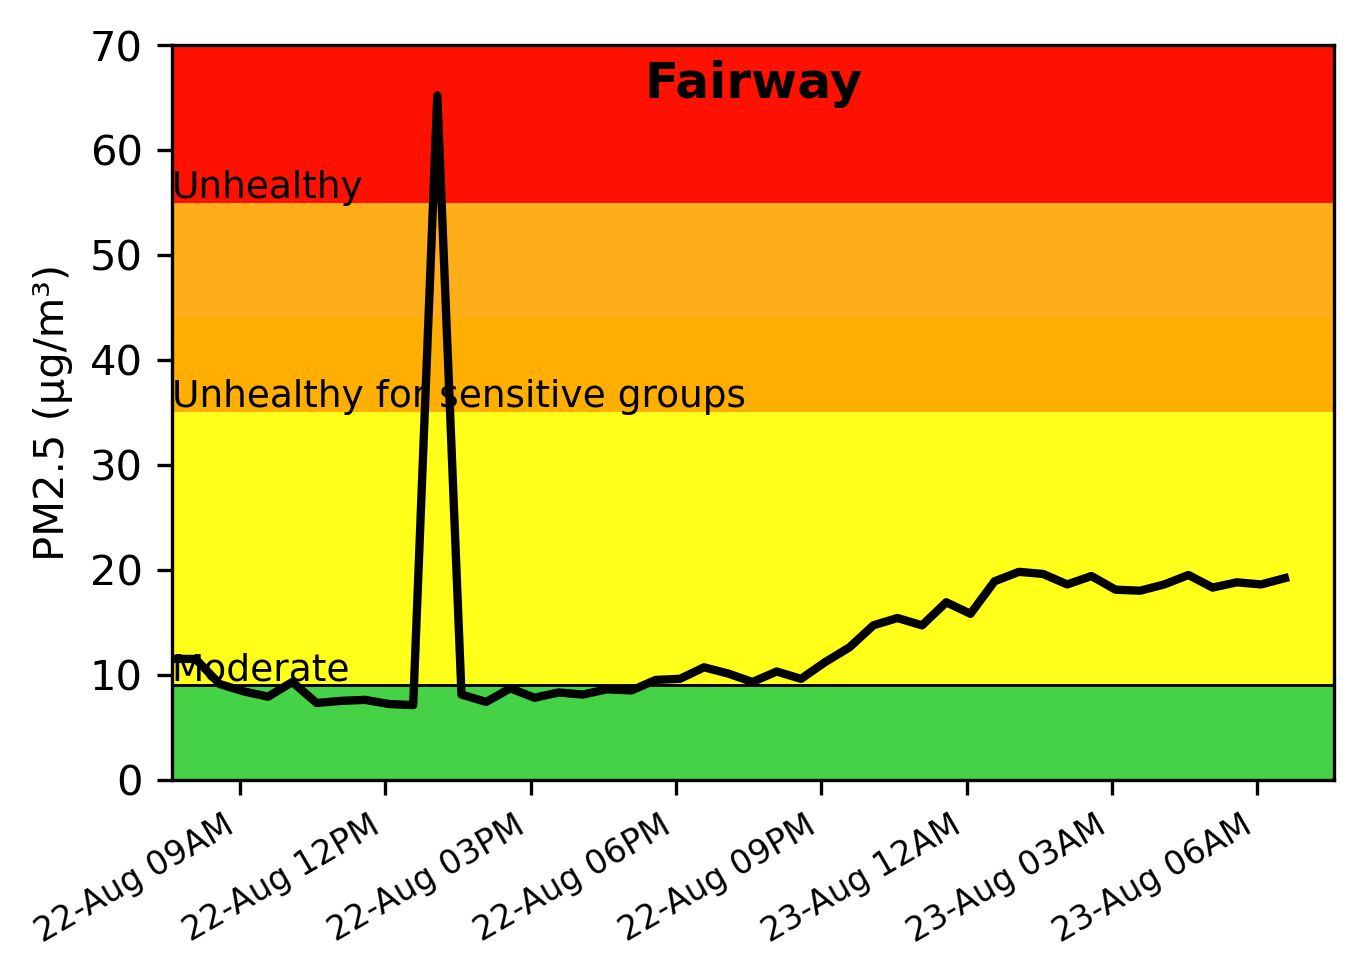 Fairway
PM2.5 (µg/m³)
70
60
50
40
30
20
10
0
Unhealthy
Unhealthy for sensitive groups
Moderate
22-Aug 09AM
22-Aug 12PM
22-Aug 03PM
22-Aug 06PM
22-Aug 09PM
23-Aug 12AM
23-Aug 03AM
23-Aug 06AM